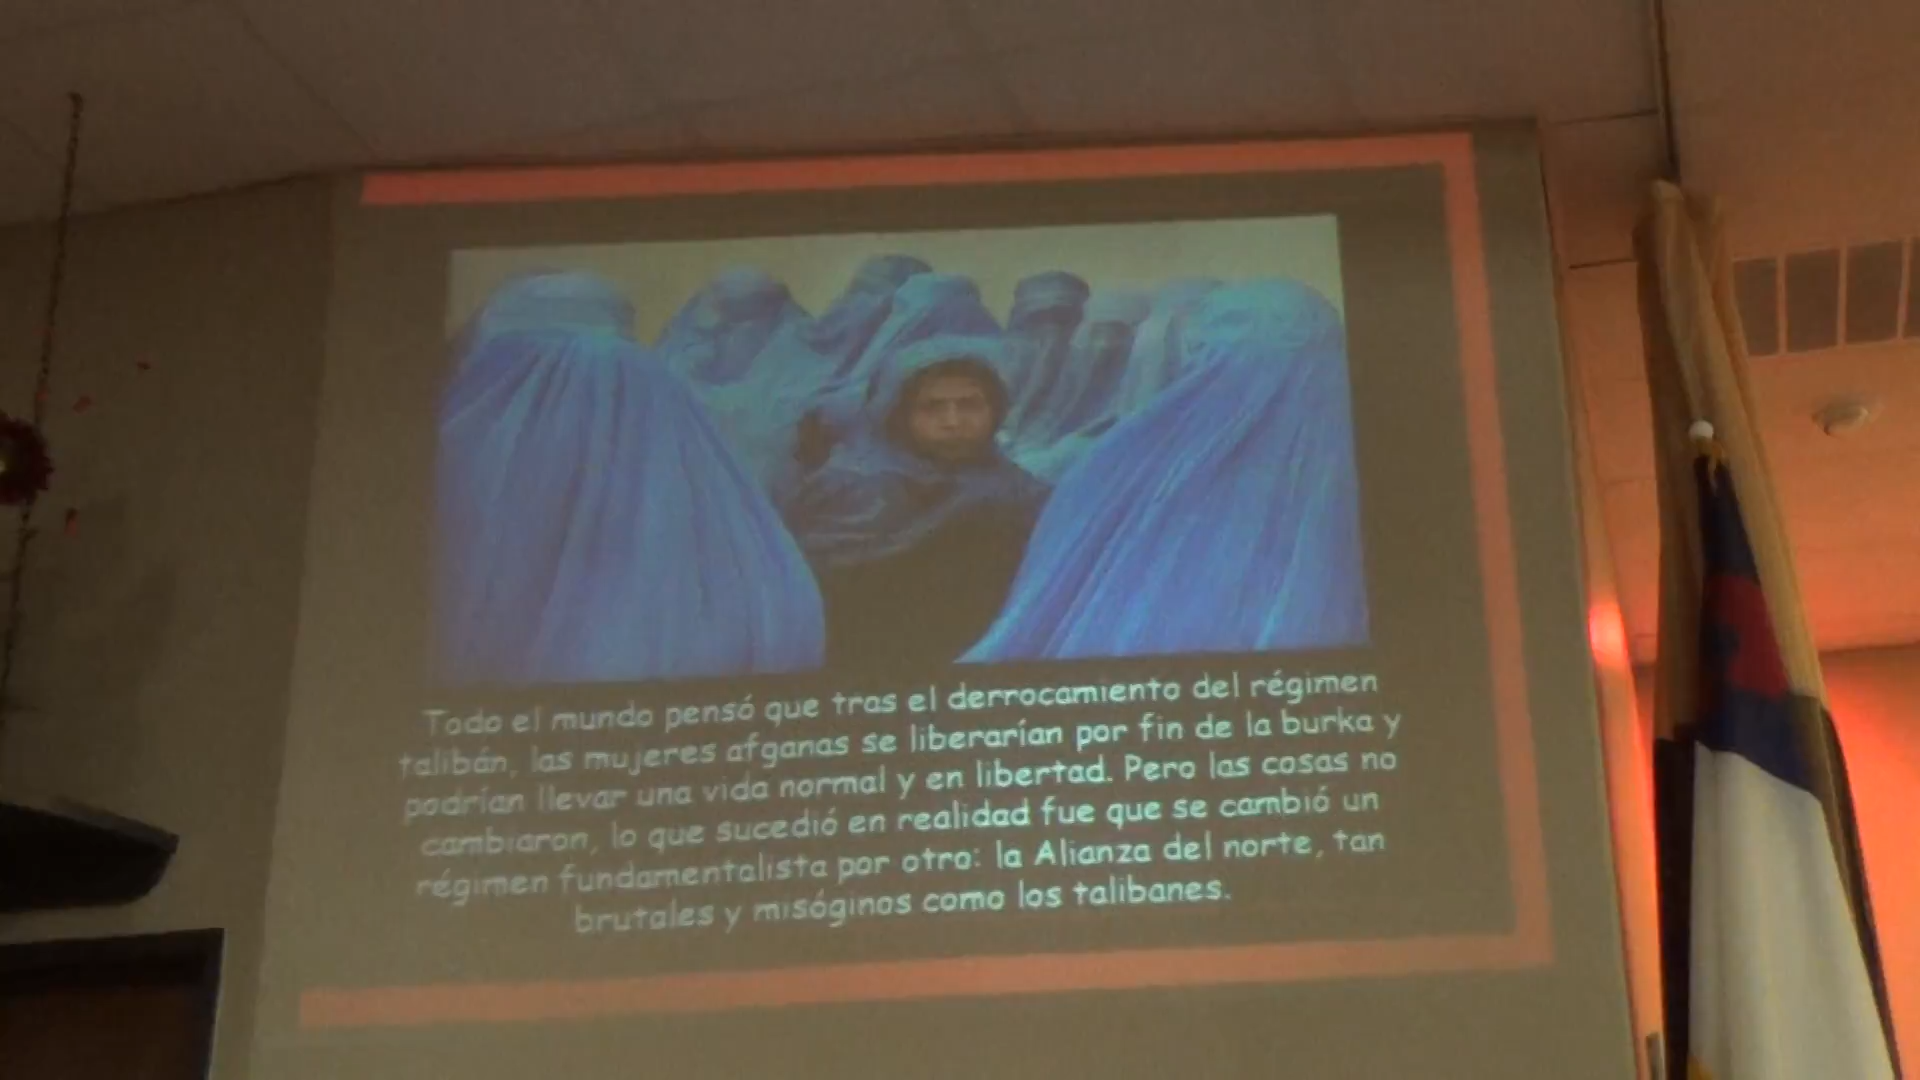 Todo el mundo pensó que tras el derrocamiento del régimen
talibán, las mujeres afganas se liberarían por fin de la burka y
podrían llevar una vida normal y en libertad. Pero las cosas no
cambiaron, lo que sucedió en realidad fue que se cambió un
régimen fundamentalista por otro: la Alianza del norte, tan
brutales y misóginos como los talibanes.